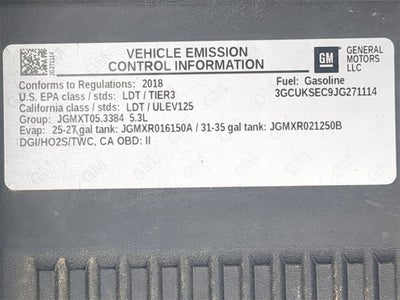 JG271114
VEHICLE EMISSION
CONTROL INFORMATION
GM
GENERAL
MOTORS
LLC
Conforms to Regulations: 2018
Fuel: Gasoline
U.S. EPA class / stds: LDT / TIER3
3GCUKSEC9JG271114
California class / stds: LDT / ULEV125
Group: JGMXT05.3384 5.3L
Evap: 25-27 gal tank: JGMXR016150A / 31-35 gal tank: JGMXR021250B
DGI/HO2S/TWC, CA OBD: II